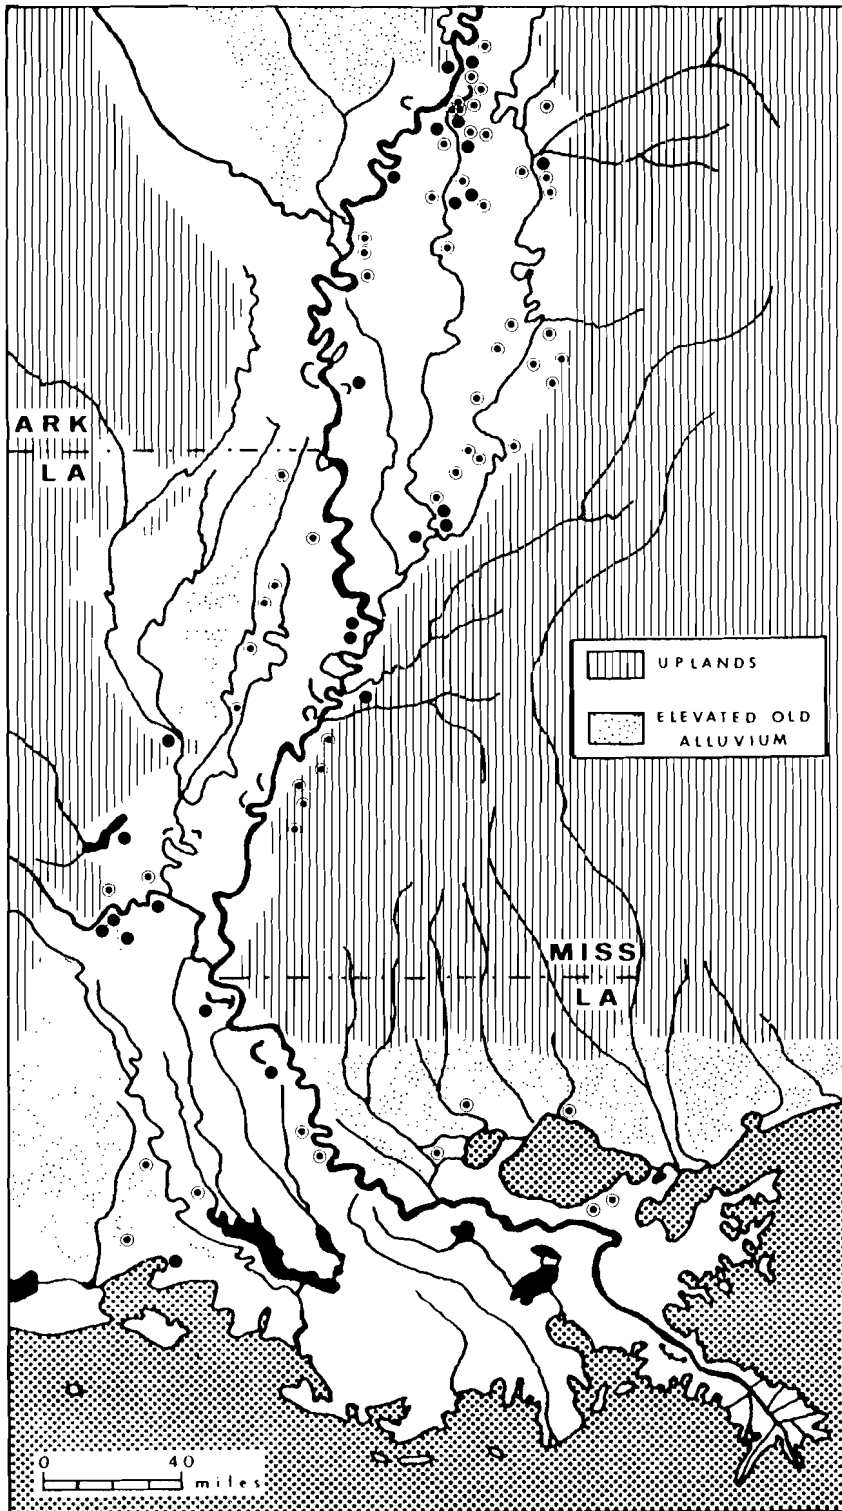 ARK
LA
UPLANDS
ELEVATED OLD
ALLUVIUM
MISS
LA
0 40
miles